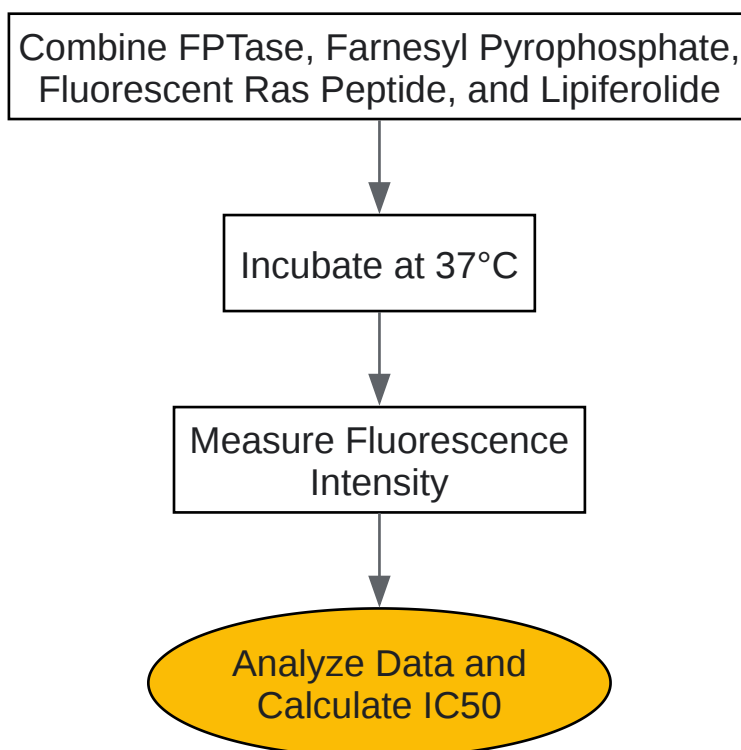 Combine FPTase, Farnesyl Pyrophosphate,
Fluorescent Ras Peptide, and Lipiferolide
Incubate at 37°C
Measure Fluorescence
Intensity
Analyze Data and
Calculate IC50